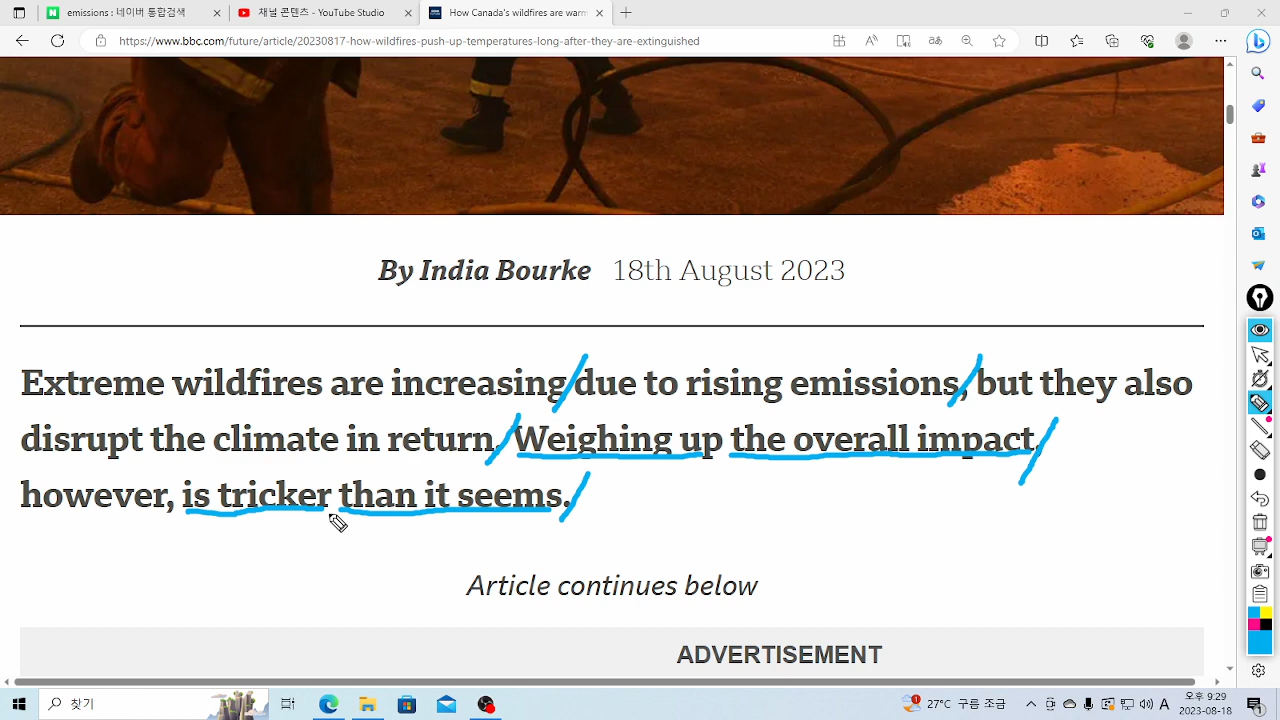 emissions : 네이버 통합검색
채널 콘텐츠 - YouTube Studio
How Canada's wildfires are warm
https://www.bbc.com/future/article/20230817-how-wildfires-push-up-temperatures-long-after-they-are-extinguished
By India Bourke 18th August 2023
Extreme wildfires are increasing due to rising emissions, but they also
disrupt the climate in return. Weighing up the overall impact,
however, is tricker than it seems.
Article continues below
ADVERTISEMENT
찾기
27°C 구름 조금
A
오후 9:29
2023-08-18